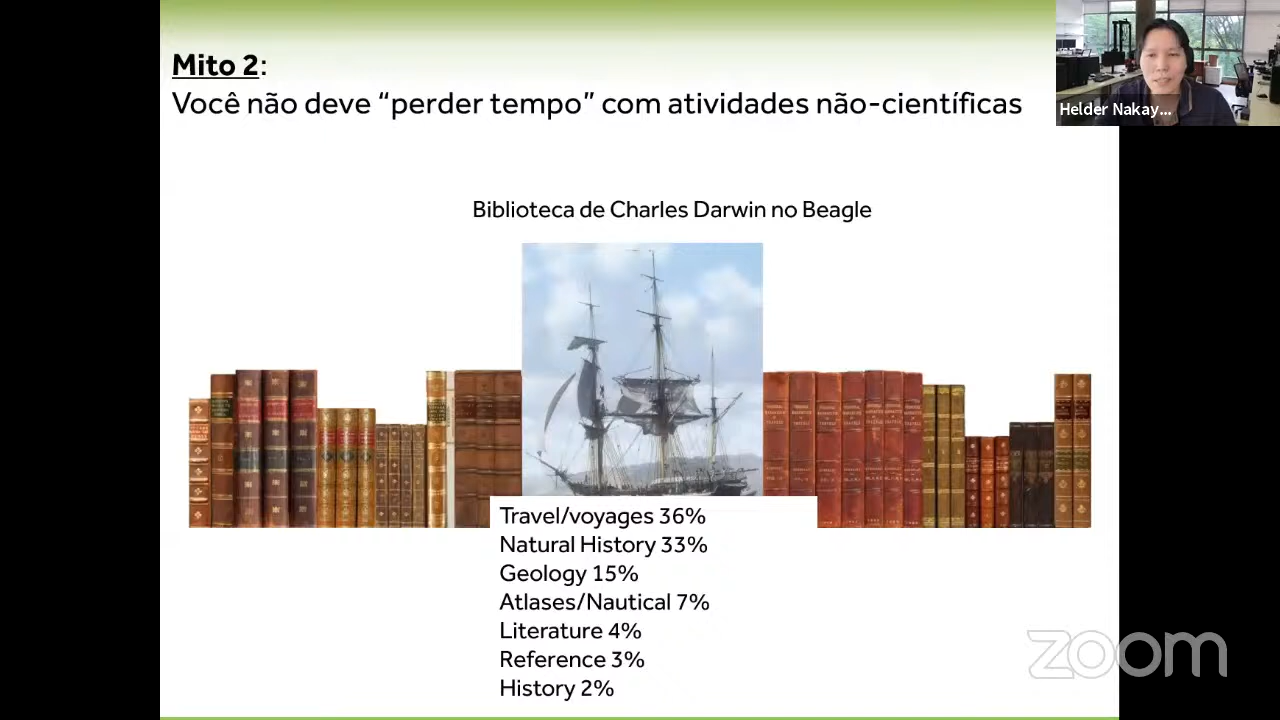 Mito 2:
Você não deve “perder tempo” com atividades não-científicas
Helder Nakay...
Biblioteca de Charles Darwin no Beagle
Travel/voyages 36%
Natural History 33%
Geology 15%
Atlases/Nautical 7%
Literature 4%
Reference 3%
History 2%
zoom